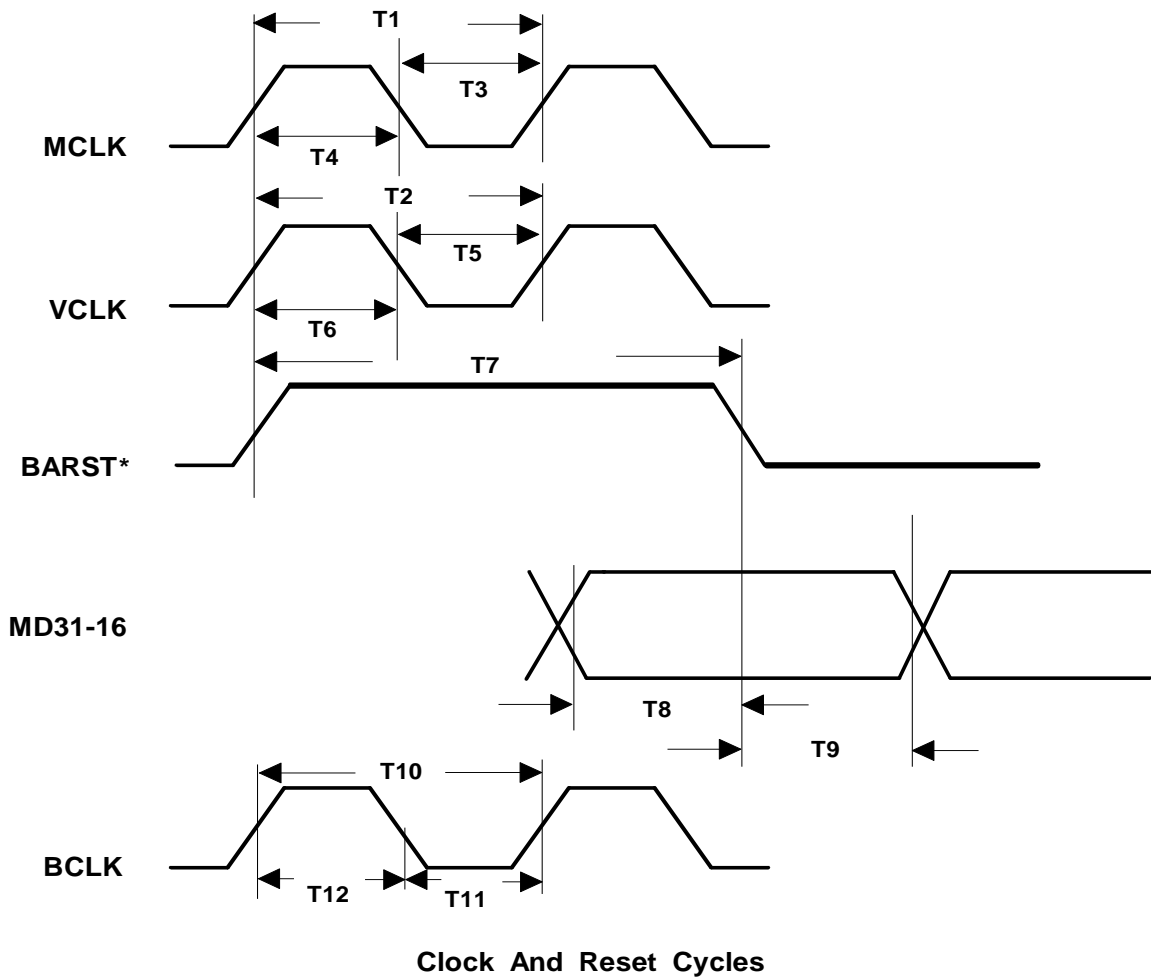 T1
T3
MCLK
T4
T2
T5
VCLK
T6
T7
BARST*
MD31-16
T8
T9
T10
BCLK
T12
T11
Clock And Reset Cycles